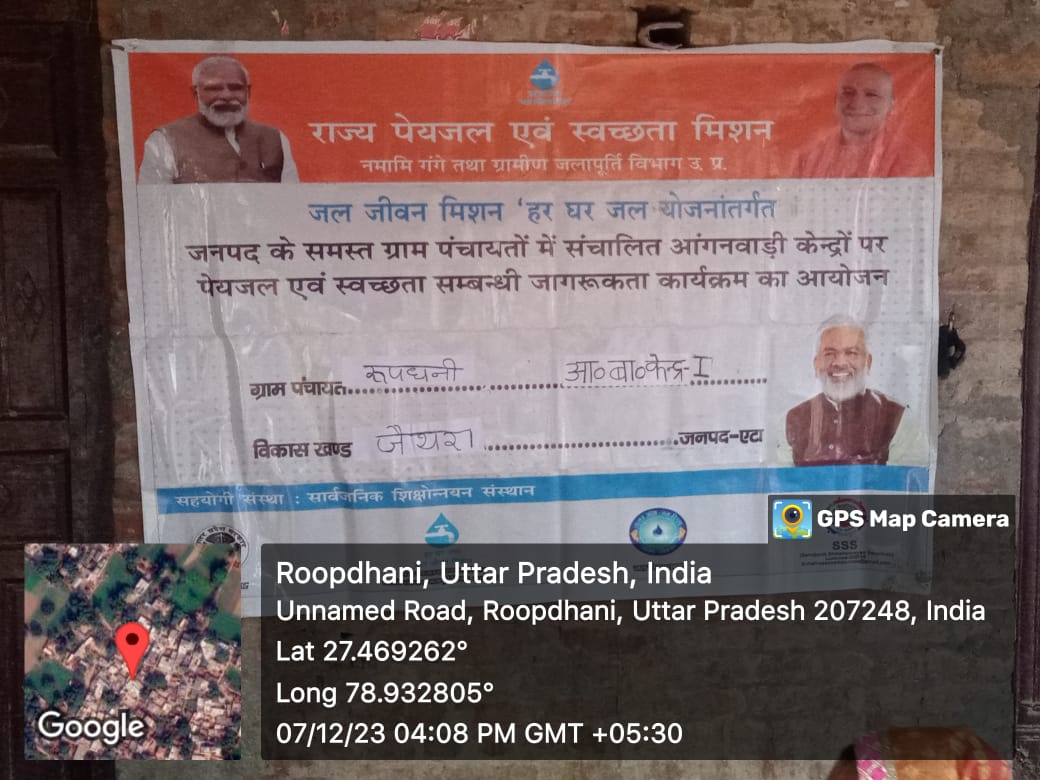 राज्य पेयजल एवं स्वच्छता मिशन
नमामि गंगे तथा ग्रामीण जलापूर्ति विभाग उ. प्र.
जल जीवन मिशन 'हर घर जल योजनांतर्गत
जनपद के समस्त ग्राम पंचायतों में संचालित आंगनवाड़ी केन्द्रों पर
पेयजल एवं स्वच्छता सम्बन्धी जागरूकता कार्यक्रम का आयोजन
ग्राम पंचायत रूपधनी आ०बा०केन्द्र-I
विकास खण्ड जैथरा जनपद-एटा
सहयोगी संस्था : सार्वजनिक शिक्षोन्नयन संस्थान
SSS
GPS Map Camera
Roopdhani, Uttar Pradesh, India
Unnamed Road, Roopdhani, Uttar Pradesh 207248, India
Lat 27.469262°
Long 78.932805°
07/12/23 04:08 PM GMT +05:30
Google